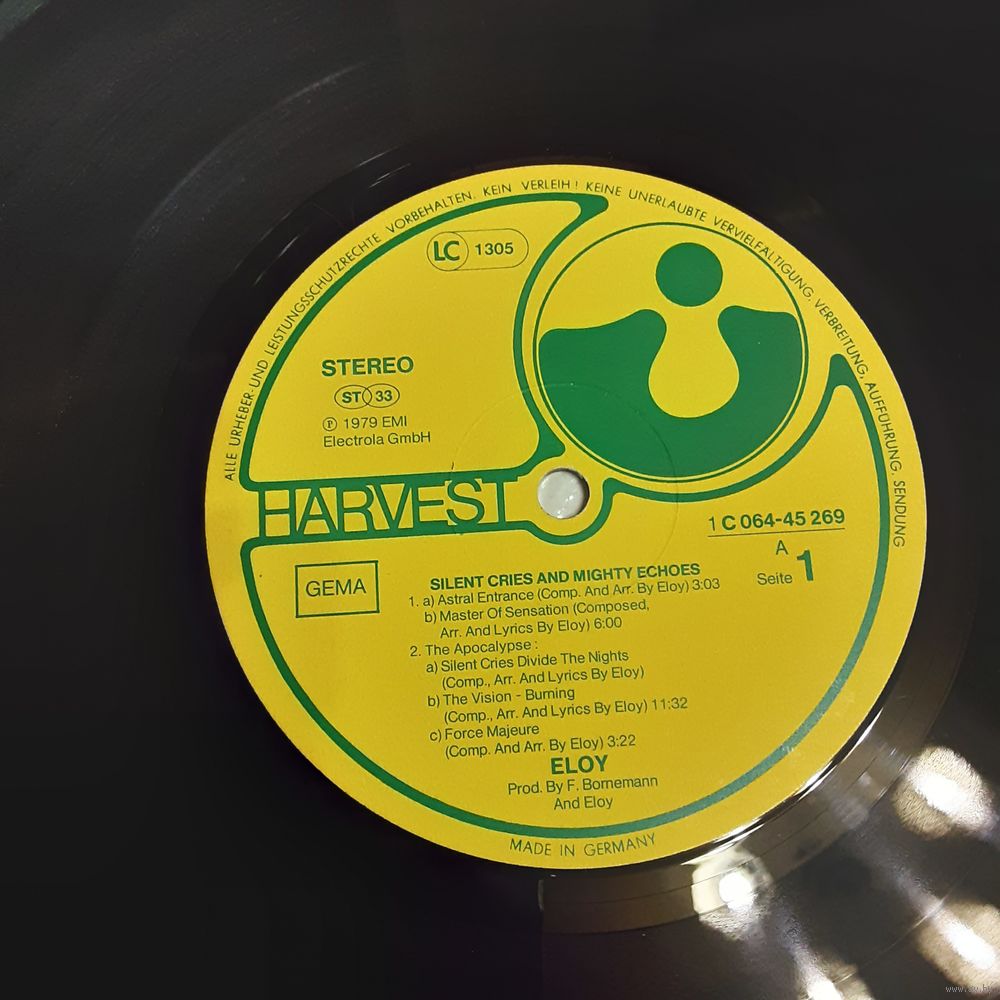 ALLE URHEBER- UND LEISTUNGSSCHUTZRECHTE VORBEHALTEN. KEIN VERLEIH! KEINE UNERLAUBTE VERVIELFÄLTIGUNG, VERBREITUNG, AUFFÜHRUNG, SENDUNG
LC 1305
STEREO
ST 33
Ⓟ 1979 EMI
Electrola GmbH
HARVEST
1 C 064-45 269
A
Seite 1
GEMA
SILENT CRIES AND MIGHTY ECHOES
1. a) Astral Entrance (Comp. And Arr. By Eloy) 3:03
b) Master Of Sensation (Composed,
Arr. And Lyrics By Eloy) 6:00
2. The Apocalypse:
a) Silent Cries Divide The Nights
(Comp., Arr. And Lyrics By Eloy)
b) The Vision - Burning
(Comp., Arr. And Lyrics By Eloy) 11:32
c) Force Majeure
(Comp. And Arr. By Eloy) 3:22
ELOY
Prod. By F. Bornemann
And Eloy
MADE IN GERMANY